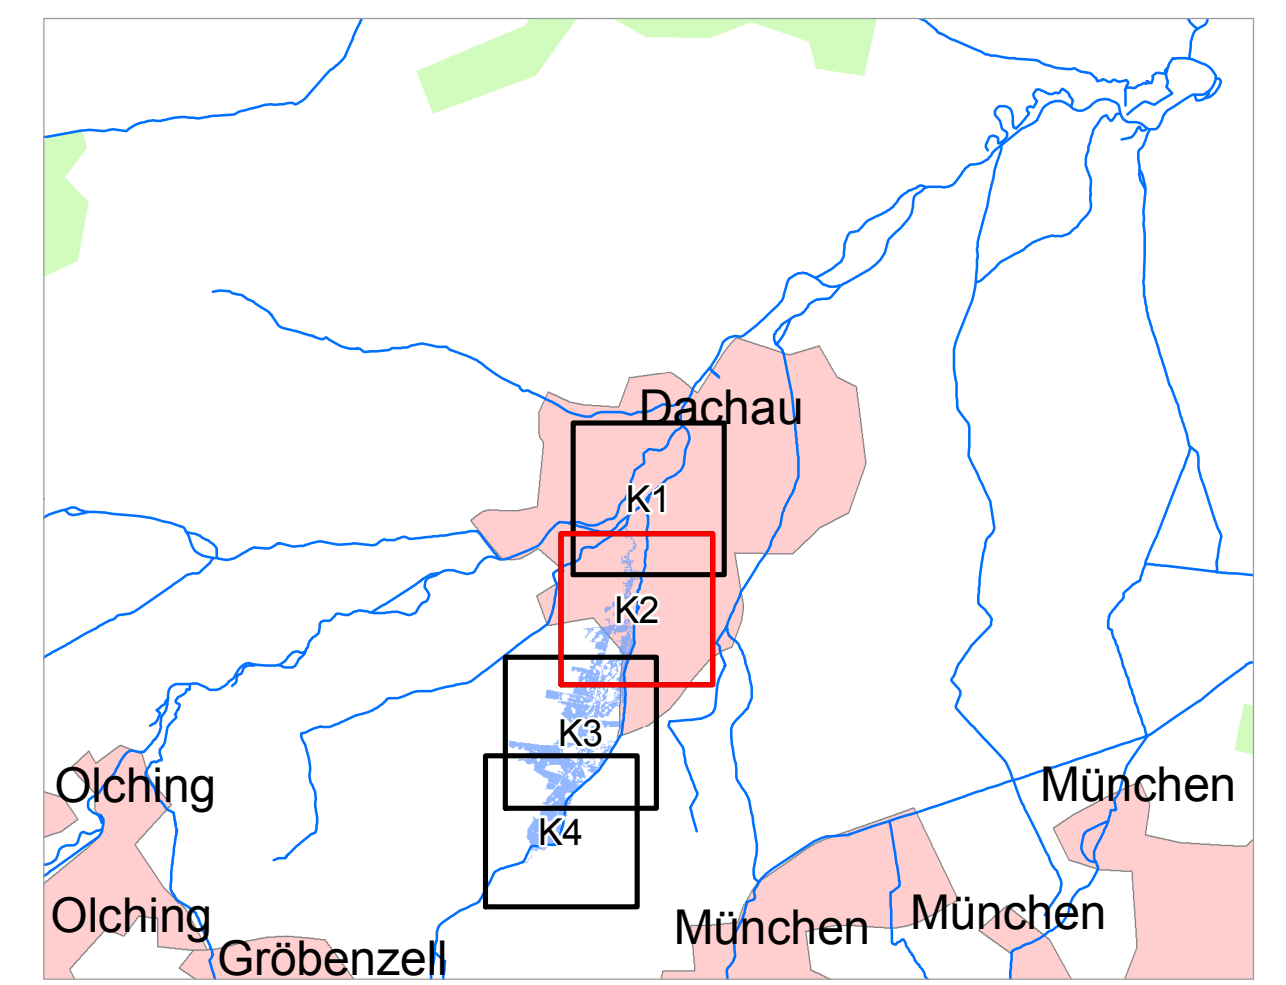 Dachau
K1
K2
K3
Olching
München
K4
Olching
München
München
Gröbenzell